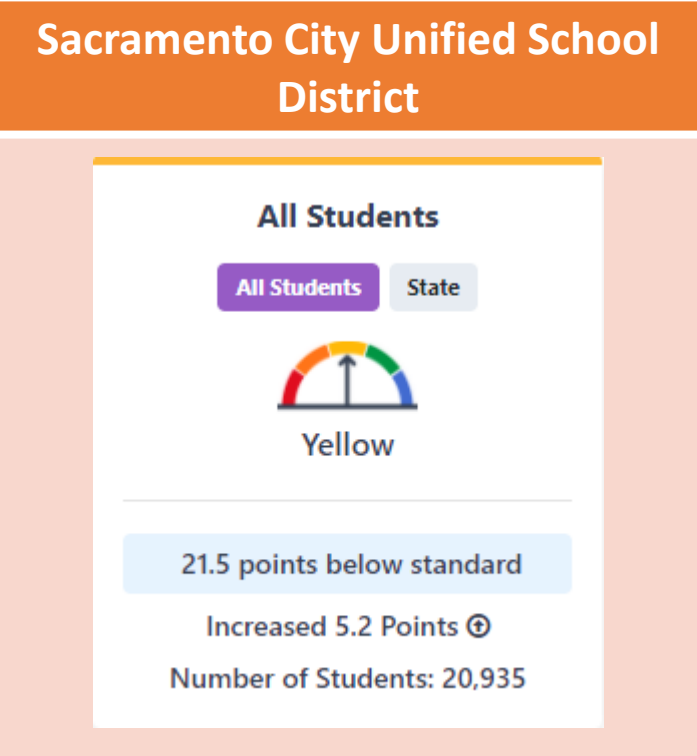 Sacramento City Unified School
District
All Students
All Students State
Yellow
21.5 points below standard
Increased 5.2 Points
Number of Students: 20,935